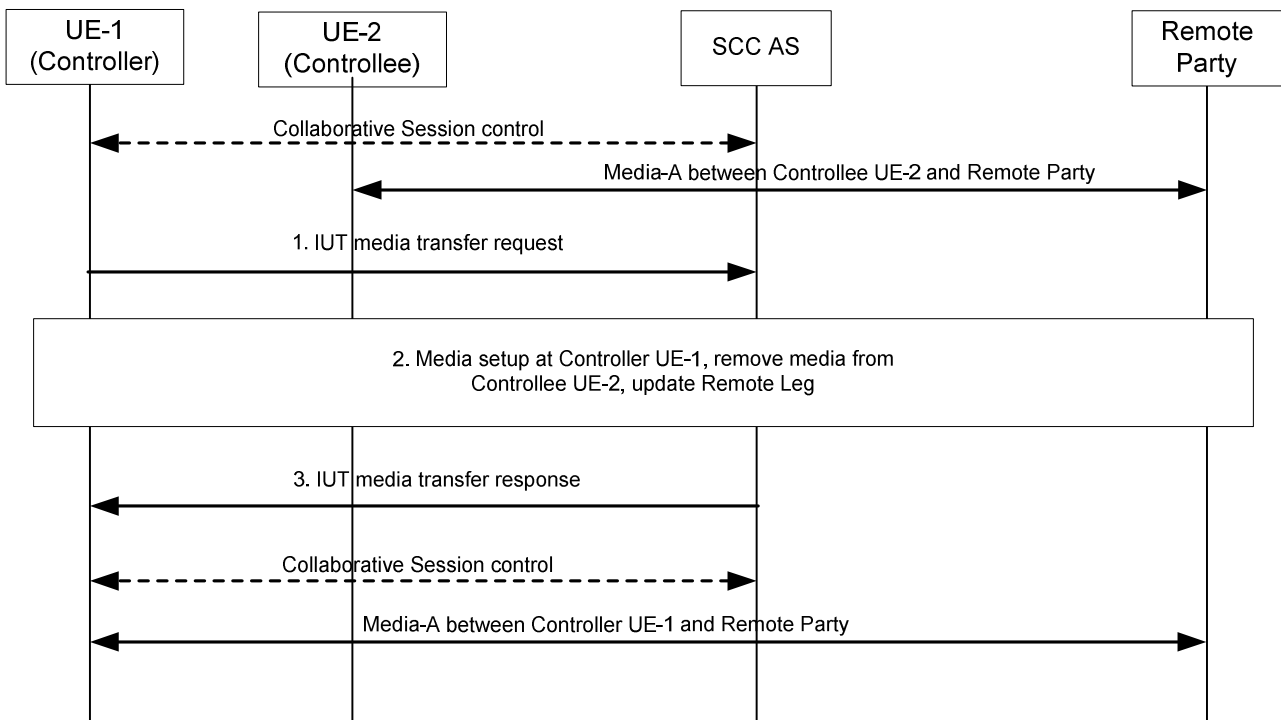 UE-1
(Controller)
UE-2
(Controllee)
SCC AS
Remote
Party
Collaborative Session control
Media-A between Controllee UE-2 and Remote Party
1. IUT media transfer request
2. Media setup at Controller UE-1, remove media from
Controllee UE-2, update Remote Leg
3. IUT media transfer response
Collaborative Session control
Media-A between Controller UE-1 and Remote Party